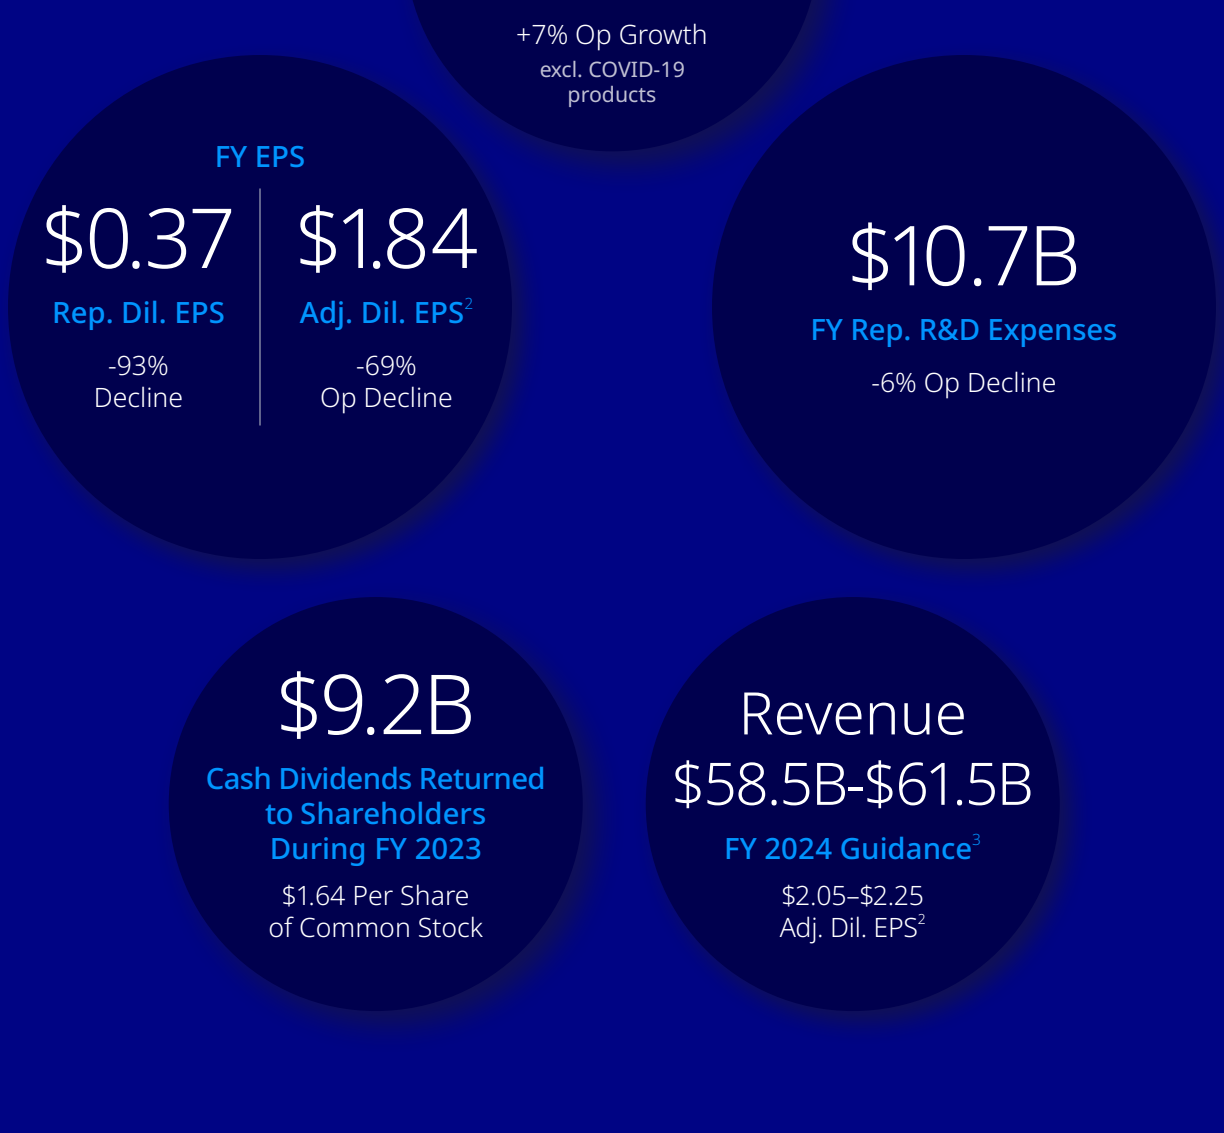 +7% Op Growth
excl. COVID-19
products
FY EPS
$0.37
Rep. Dil. EPS
-93%
Decline
$1.84
Adj. Dil. EPS2
-69%
Op Decline
$10.7B
FY Rep. R&D Expenses
-6% Op Decline
$9.2B
Cash Dividends Returned
to Shareholders
During FY 2023
$1.64 Per Share
of Common Stock
Revenue
$58.5B-$61.5B
FY 2024 Guidance3
$2.05–$2.25
Adj. Dil. EPS2